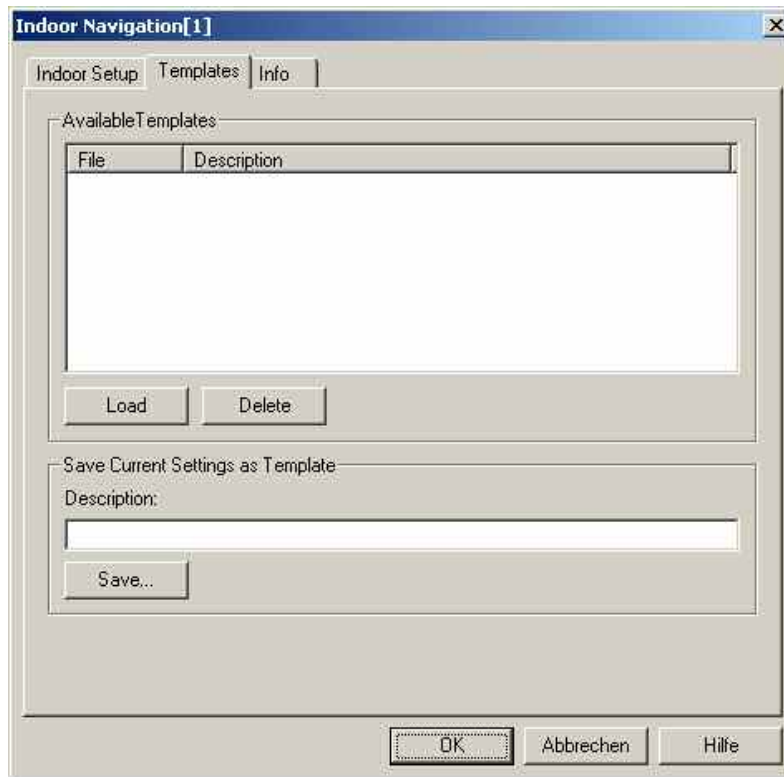 Indoor Navigation[1]
Indoor Setup Templates Info
AvailableTemplates
File Description
Load Delete
Save Current Settings as Template
Description:
Save...
OK Abbrechen Hilfe